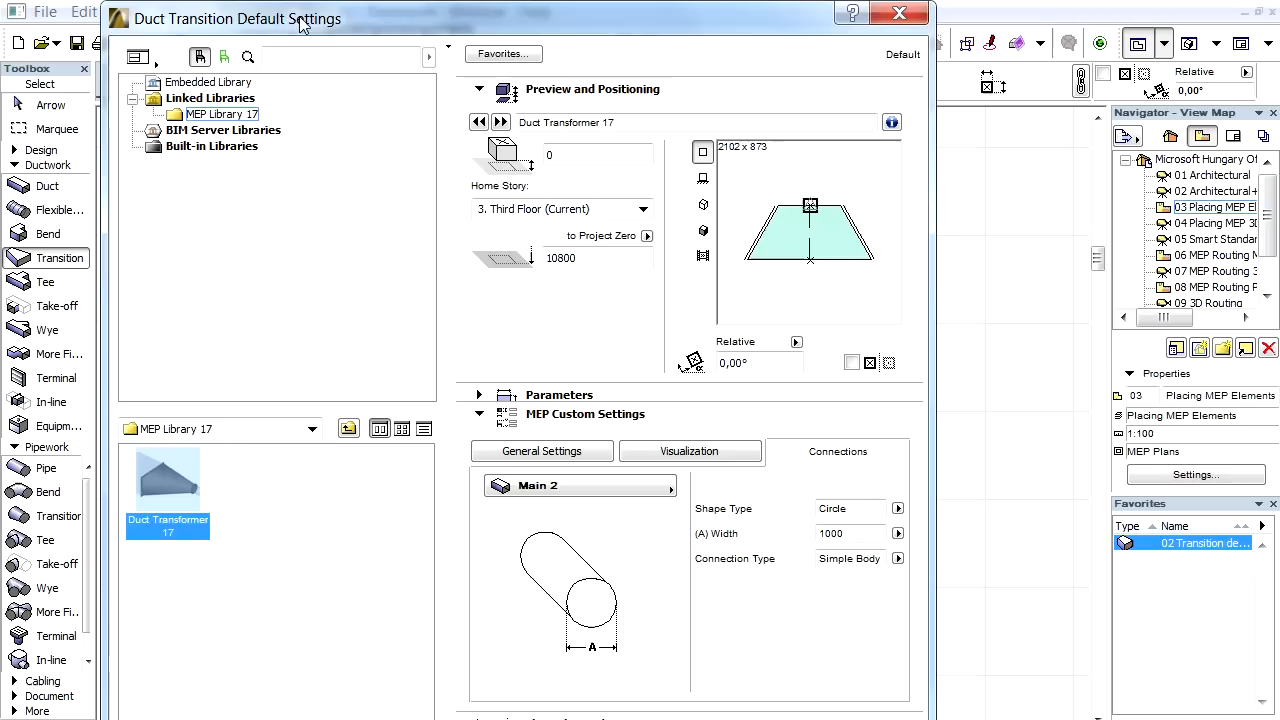 File
Edit
Duct Transition Default Settings
Toolbox
Select
Arrow
Marquee
Design
Ductwork
Duct
Flexible...
Bend
Transition
Tee
Take-off
Wye
More Fi...
Terminal
In-line
Equipm...
Pipework
Pipe
Bend
Transition
Tee
Take-off
Wye
More Fi..
Terminal
In-line
Cabling
Document
More
Embedded Library
Linked Libraries
MEP Library 17
BIM Server Libraries
Built-in Libraries
MEP Library 17
Duct Transformer
17
Favorites...
Default
Preview and Positioning
Duct Transformer 17
0
Home Story:
3. Third Floor (Current)
to Project Zero
10800
2102 x 873
Relative
0,00°
Parameters
MEP Custom Settings
General Settings
Visualization
Connections
Main 2
A
Shape Type
Circle
(A) Width
1000
Connection Type
Simple Body
Relative
0,00°
Navigator - View Map
Microsoft Hungary Of
01 Architectural
02 Architectural+
03 Placing MEP El
04 Placing MEP 3D
05 Smart Standar
06 MEP Routing
07 MEP Routing 3
08 MEP Routing P
09 3D Routing
Properties
03
Placing MEP Elements
Placing MEP Elements
1:100
MEP Plans
Settings...
Favorites
Type
Name
02 Transition de...